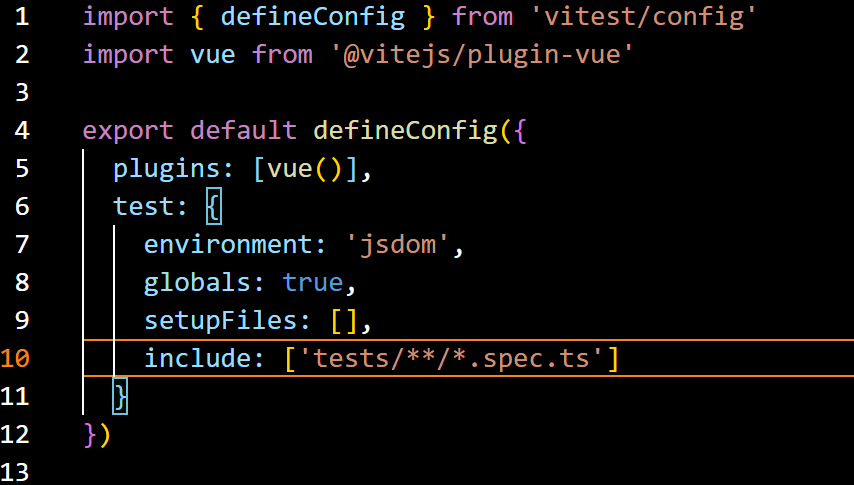 1 import { defineConfig } from 'vitest/config'
2 import vue from '@vitejs/plugin-vue'
3
4 export default defineConfig({
5   plugins: [vue()],
6   test: {
7     environment: 'jsdom',
8     globals: true,
9     setupFiles: [],
10     include: ['tests/**/*.spec.ts']
11   }
12 })
13